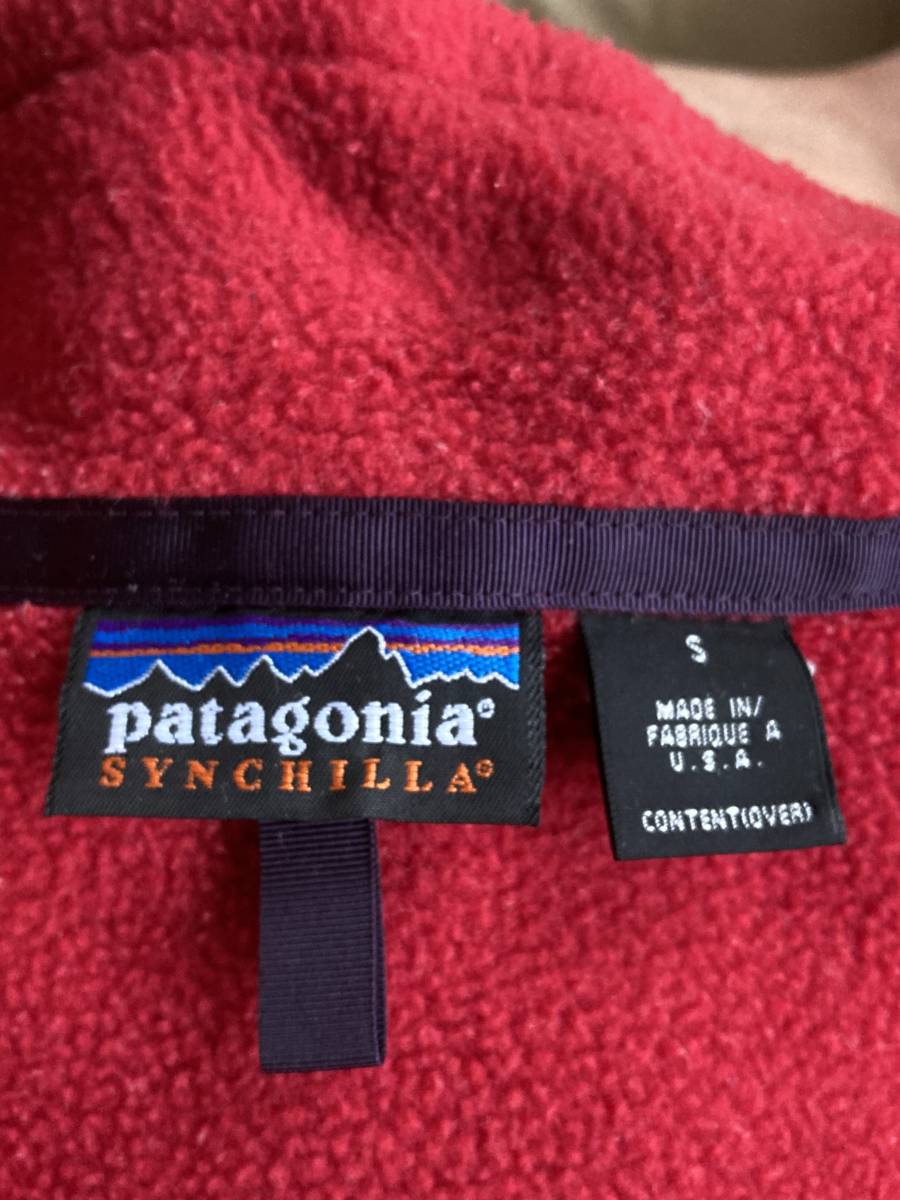 patagonia®
SYNCHILLA®
S
MADE IN/
FABRIQUE A
U.S.A.
CONTENT(OVER)